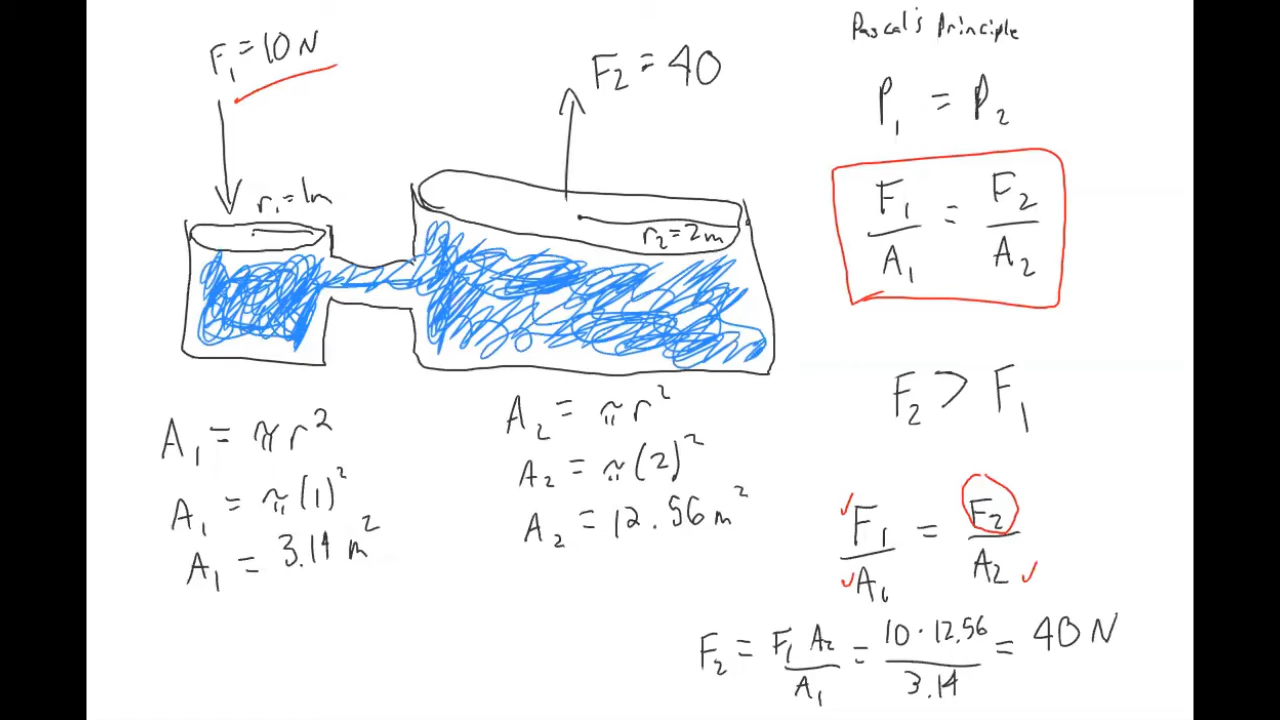 F₁ = 10 N
F₂ = 40
r₁ = 1m
r₂ = 2m
A₁ = πr²
A₁ = π(1)²
A₁ = 3.14 m²
A₂ = πr²
A₂ = π(2)²
A₂ = 12.56 m²
Pascal's Principle
P₁ = P₂
F₁/A₁ = F₂/A₂
F₂ > F₁
F₁/A₁ = F₂/A₂
F₂ = F₁ A₂/A₁ = 10 · 12.56/3.14 = 40 N